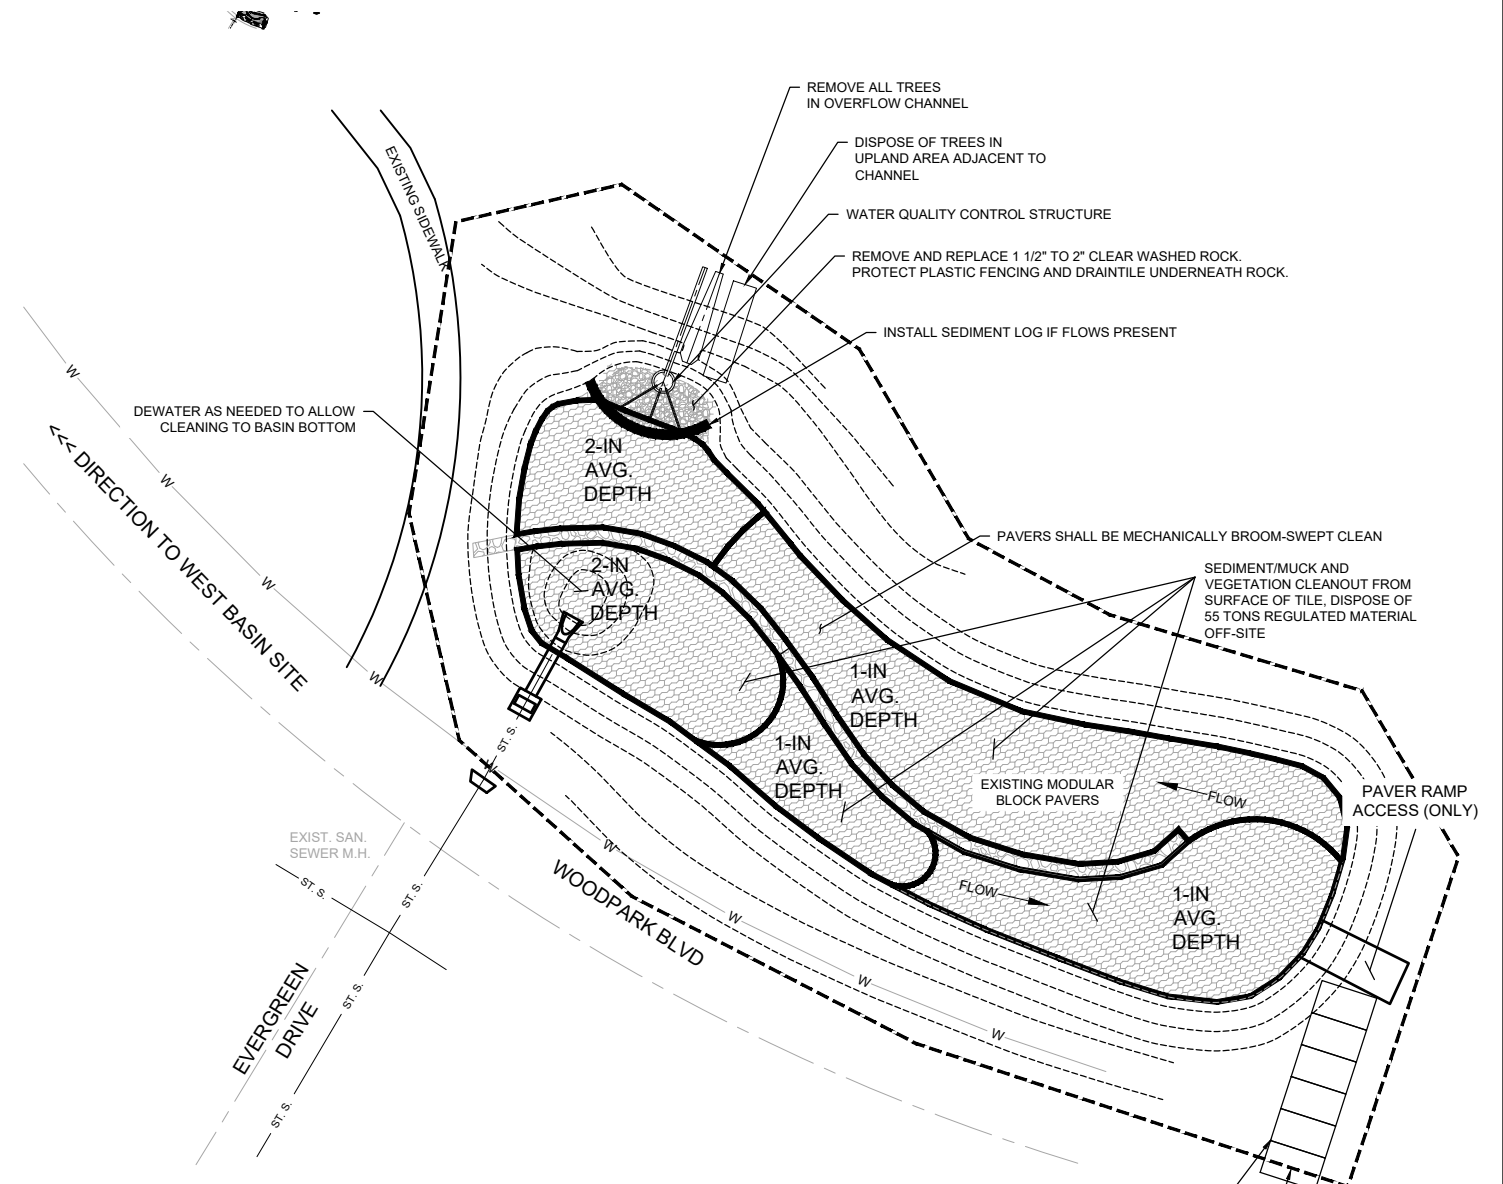 REMOVE ALL TREES
IN OVERFLOW CHANNEL
DISPOSE OF TREES IN
UPLAND AREA ADJACENT TO
CHANNEL
WATER QUALITY CONTROL STRUCTURE
REMOVE AND REPLACE 1 1/2" TO 2" CLEAR WASHED ROCK.
PROTECT PLASTIC FENCING AND DRAINTILE UNDERNEATH ROCK.
INSTALL SEDIMENT LOG IF FLOWS PRESENT
EXISTING SIDEWALK
W
DEWATER AS NEEDED TO ALLOW
CLEANING TO BASIN BOTTOM
<<< DIRECTION TO WEST BASIN SITE
2-IN
AVG.
DEPTH
W
PAVERS SHALL BE MECHANICALLY BROOM-SWEPT CLEAN
SEDIMENT/MUCK AND
VEGETATION CLEANOUT FROM
SURFACE OF TILE, DISPOSE OF
55 TONS REGULATED MATERIAL
OFF-SITE
W
2-IN
AVG.
DEPTH
W
1-IN
AVG.
DEPTH
ST. S.
1-IN
AVG.
DEPTH
W
EXISTING MODULAR
BLOCK PAVERS
FLOW
PAVER RAMP
ACCESS (ONLY)
EXIST. SAN.
SEWER M.H.
W
ST. S.
ST. S.
WOODPARK BLVD
W
FLOW
1-IN
AVG.
DEPTH
W
ST. S.
EVERGREEN
DRIVE
W
ST. S.